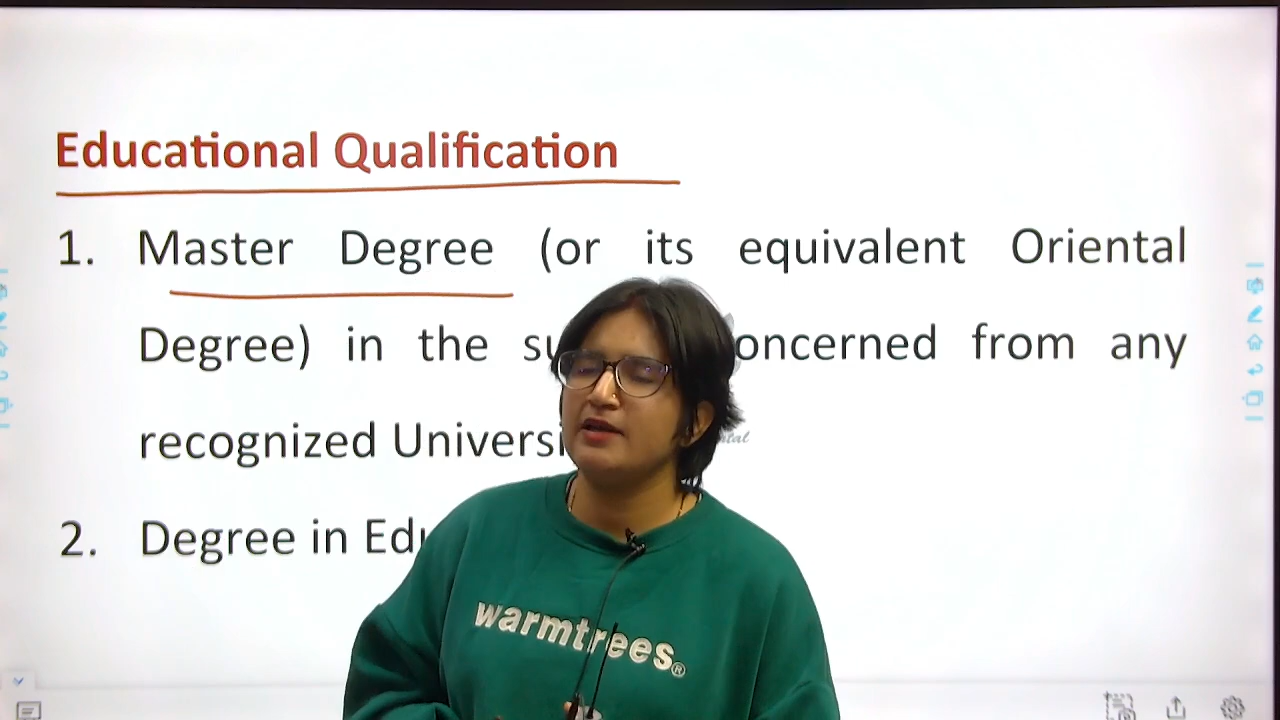 Educational Qualification
1. Master Degree (or its equivalent Oriental
Degree) in the concerned from any
recognized
2. Degree in
warmtrees®